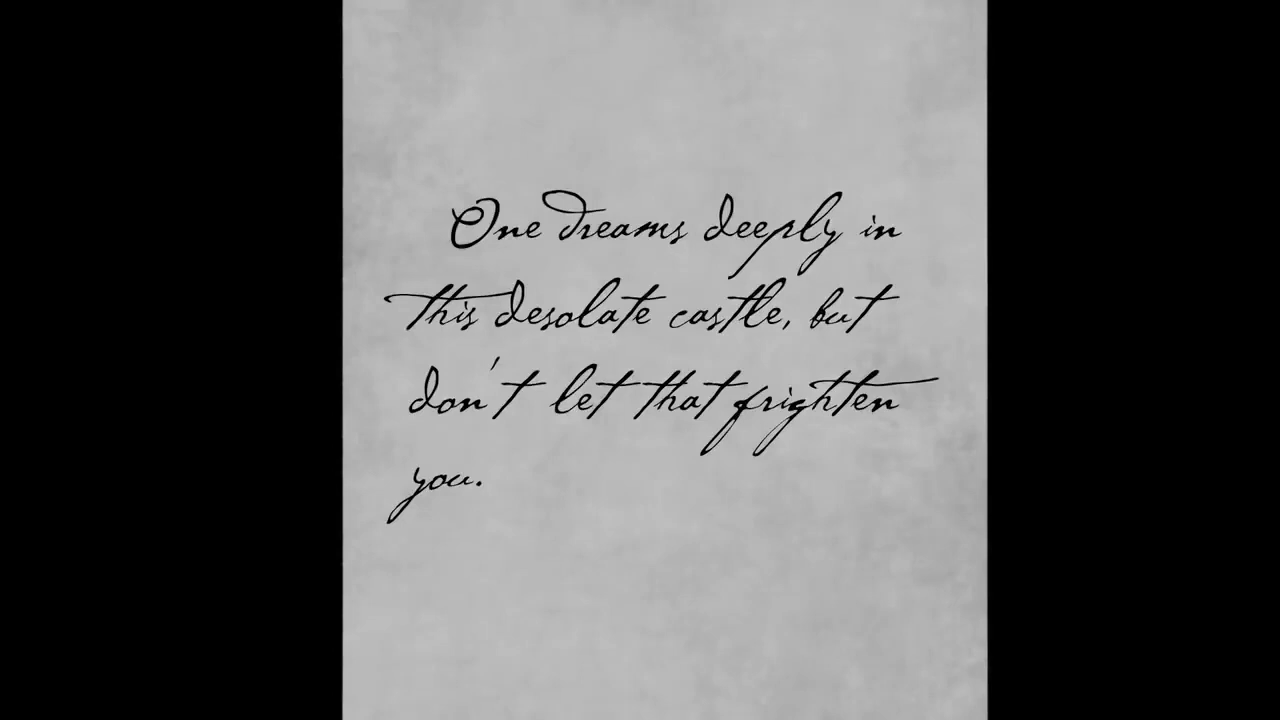 One dreams deeply in
this desolate castle, but
don't let that frighten
you.